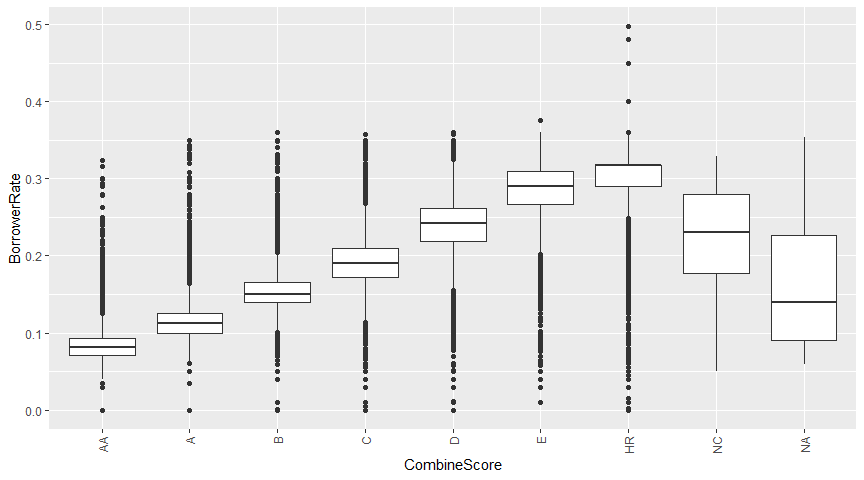 0.5
0.4
0.3
0.2
0.1
0.0
BorrowerRate
AA
A
B
C
D
E
HR
NC
NA
CombineScore